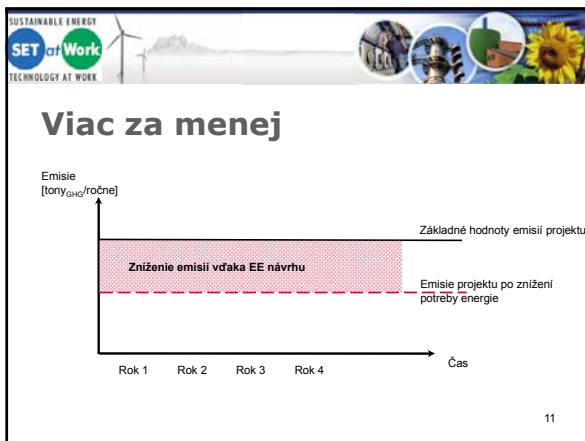 SUSTAINABLE ENERGY
SET at Work
TECHNOLOGY AT WORK
Viac za menej
Emisie
[tonyGHG/ročne]
Základné hodnoty emisií projektu
Zníženie emisií vďaka EE návrhu
Emisie projektu po znížení
potreby energie
Čas
Rok 1 Rok 2 Rok 3 Rok 4
11